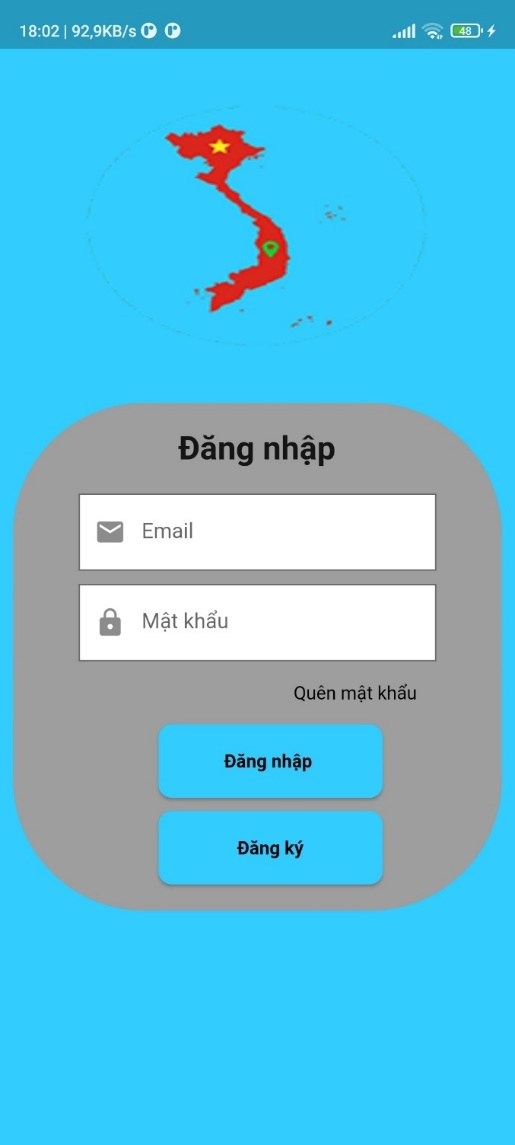 18:02 | 92,9KB/s
48
Đăng nhập
Email
Mật khẩu
Quên mật khẩu
Đăng nhập
Đăng ký